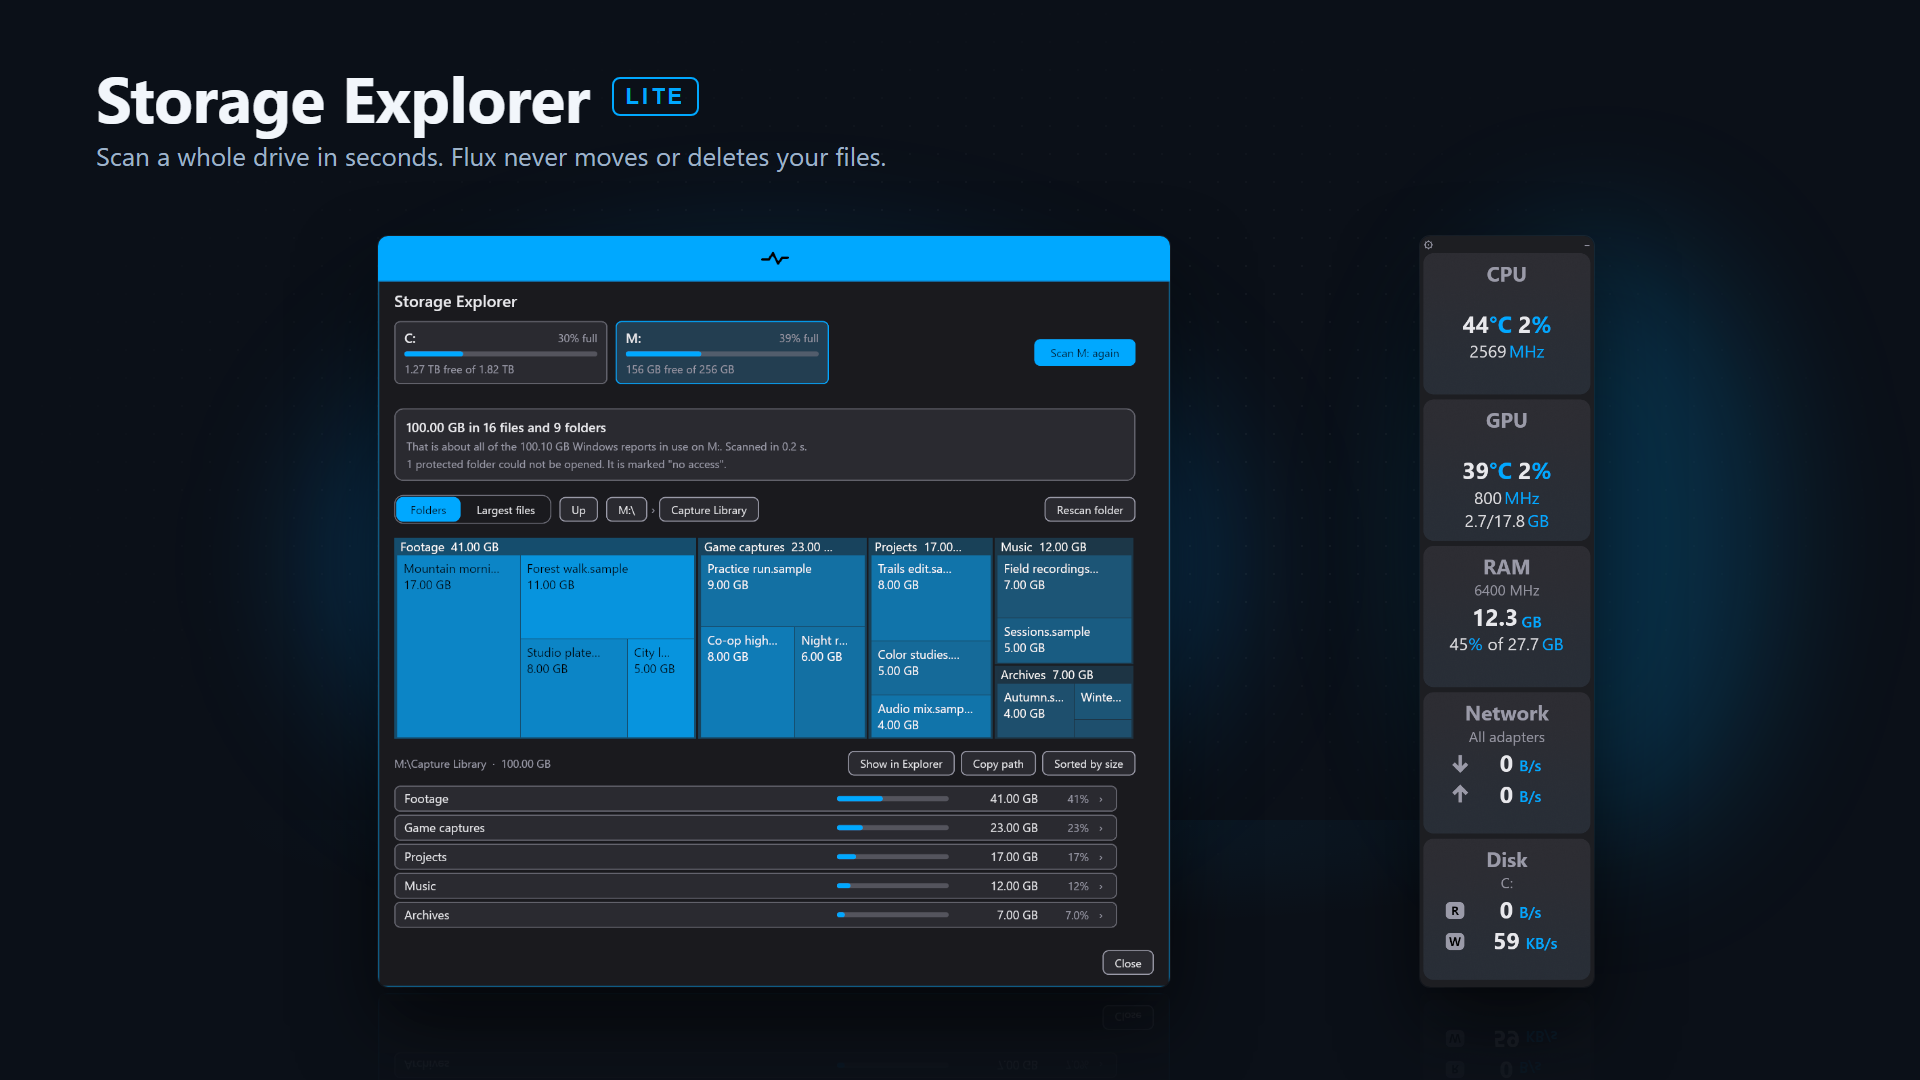 Storage Explorer LITE
Scan a whole drive in seconds. Flux never moves or deletes your files.
Storage Explorer
C: 30% full
1.27 TB free of 1.82 TB
M: 39% full
156 GB free of 256 GB
Scan M: again
100.00 GB in 16 files and 9 folders
That is about all of the 100.10 GB Windows reports in use on M:. Scanned in 0.2 s.
1 protected folder could not be opened. It is marked "no access".
Folders Largest files Up M:\ › Capture Library Rescan folder
Footage 41.00 GB
Mountain morni...
17.00 GB
Forest walk.sample
11.00 GB
Studio plate...
8.00 GB
City l...
5.00 GB
Game captures 23.00 ...
Practice run.sample
9.00 GB
Co-op high...
8.00 GB
Night r...
6.00 GB
Projects 17.00...
Trails edit.sa...
8.00 GB
Color studies....
5.00 GB
Audio mix.samp...
4.00 GB
Music 12.00 GB
Field recordings...
7.00 GB
Sessions.sample
5.00 GB
Archives 7.00 GB
Autumn.s...
4.00 GB
Winte...
M:\Capture Library · 100.00 GB
Show in Explorer Copy path Sorted by size
Footage 41.00 GB 41% ›
Game captures 23.00 GB 23% ›
Projects 17.00 GB 17% ›
Music 12.00 GB 12% ›
Archives 7.00 GB 7.0% ›
Close
CPU
44°C 2%
2569 MHz
GPU
39°C 2%
800 MHz
2.7/17.8 GB
RAM
6400 MHz
12.3 GB
45% of 27.7 GB
Network
All adapters
0 B/s
0 B/s
Disk
C:
R 0 B/s
W 59 KB/s